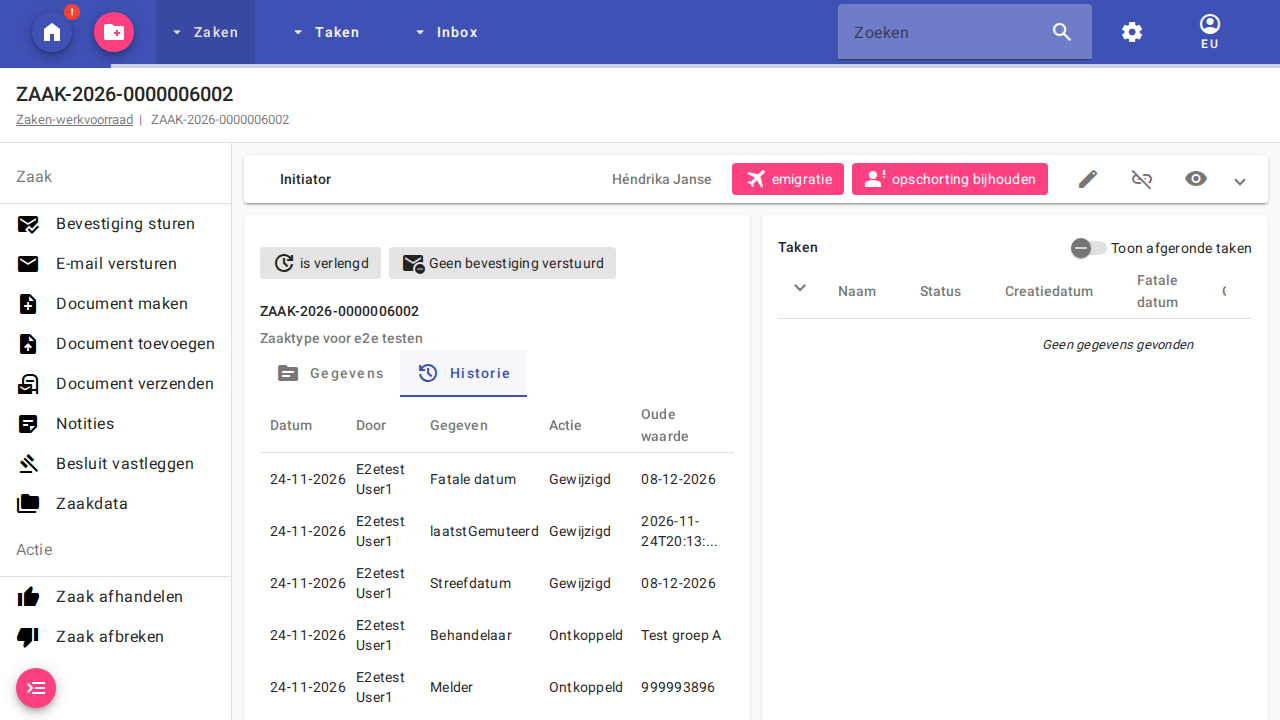 !
Zaken
Taken
Inbox
Zoeken
EU
ZAAK-2026-0000006002
Zaken-werkvoorraad | ZAAK-2026-0000006002
Zaak
Bevestiging sturen
E-mail versturen
Document maken
Document toevoegen
Document verzenden
Notities
Besluit vastleggen
Zaakdata
Actie
Zaak afhandelen
Zaak afbreken
Initiator
Héndrika Janse
emigratie
opschorting bijhouden
is verlengd
Geen bevestiging verstuurd
ZAAK-2026-0000006002
Zaaktype voor e2e testen
Gegevens
Historie
Datum Door Gegeven Actie Oude waarde
24-11-2026 E2etest User1 Fatale datum Gewijzigd 08-12-2026
24-11-2026 E2etest User1 laatstGemuteerd Gewijzigd 2026-11-24T20:13:...
24-11-2026 E2etest User1 Streefdatum Gewijzigd 08-12-2026
24-11-2026 E2etest User1 Behandelaar Ontkoppeld Test groep A
24-11-2026 E2etest User1 Melder Ontkoppeld 999993896
Taken
Toon afgeronde taken
Naam Status Creatiedatum Fatale datum
Geen gegevens gevonden